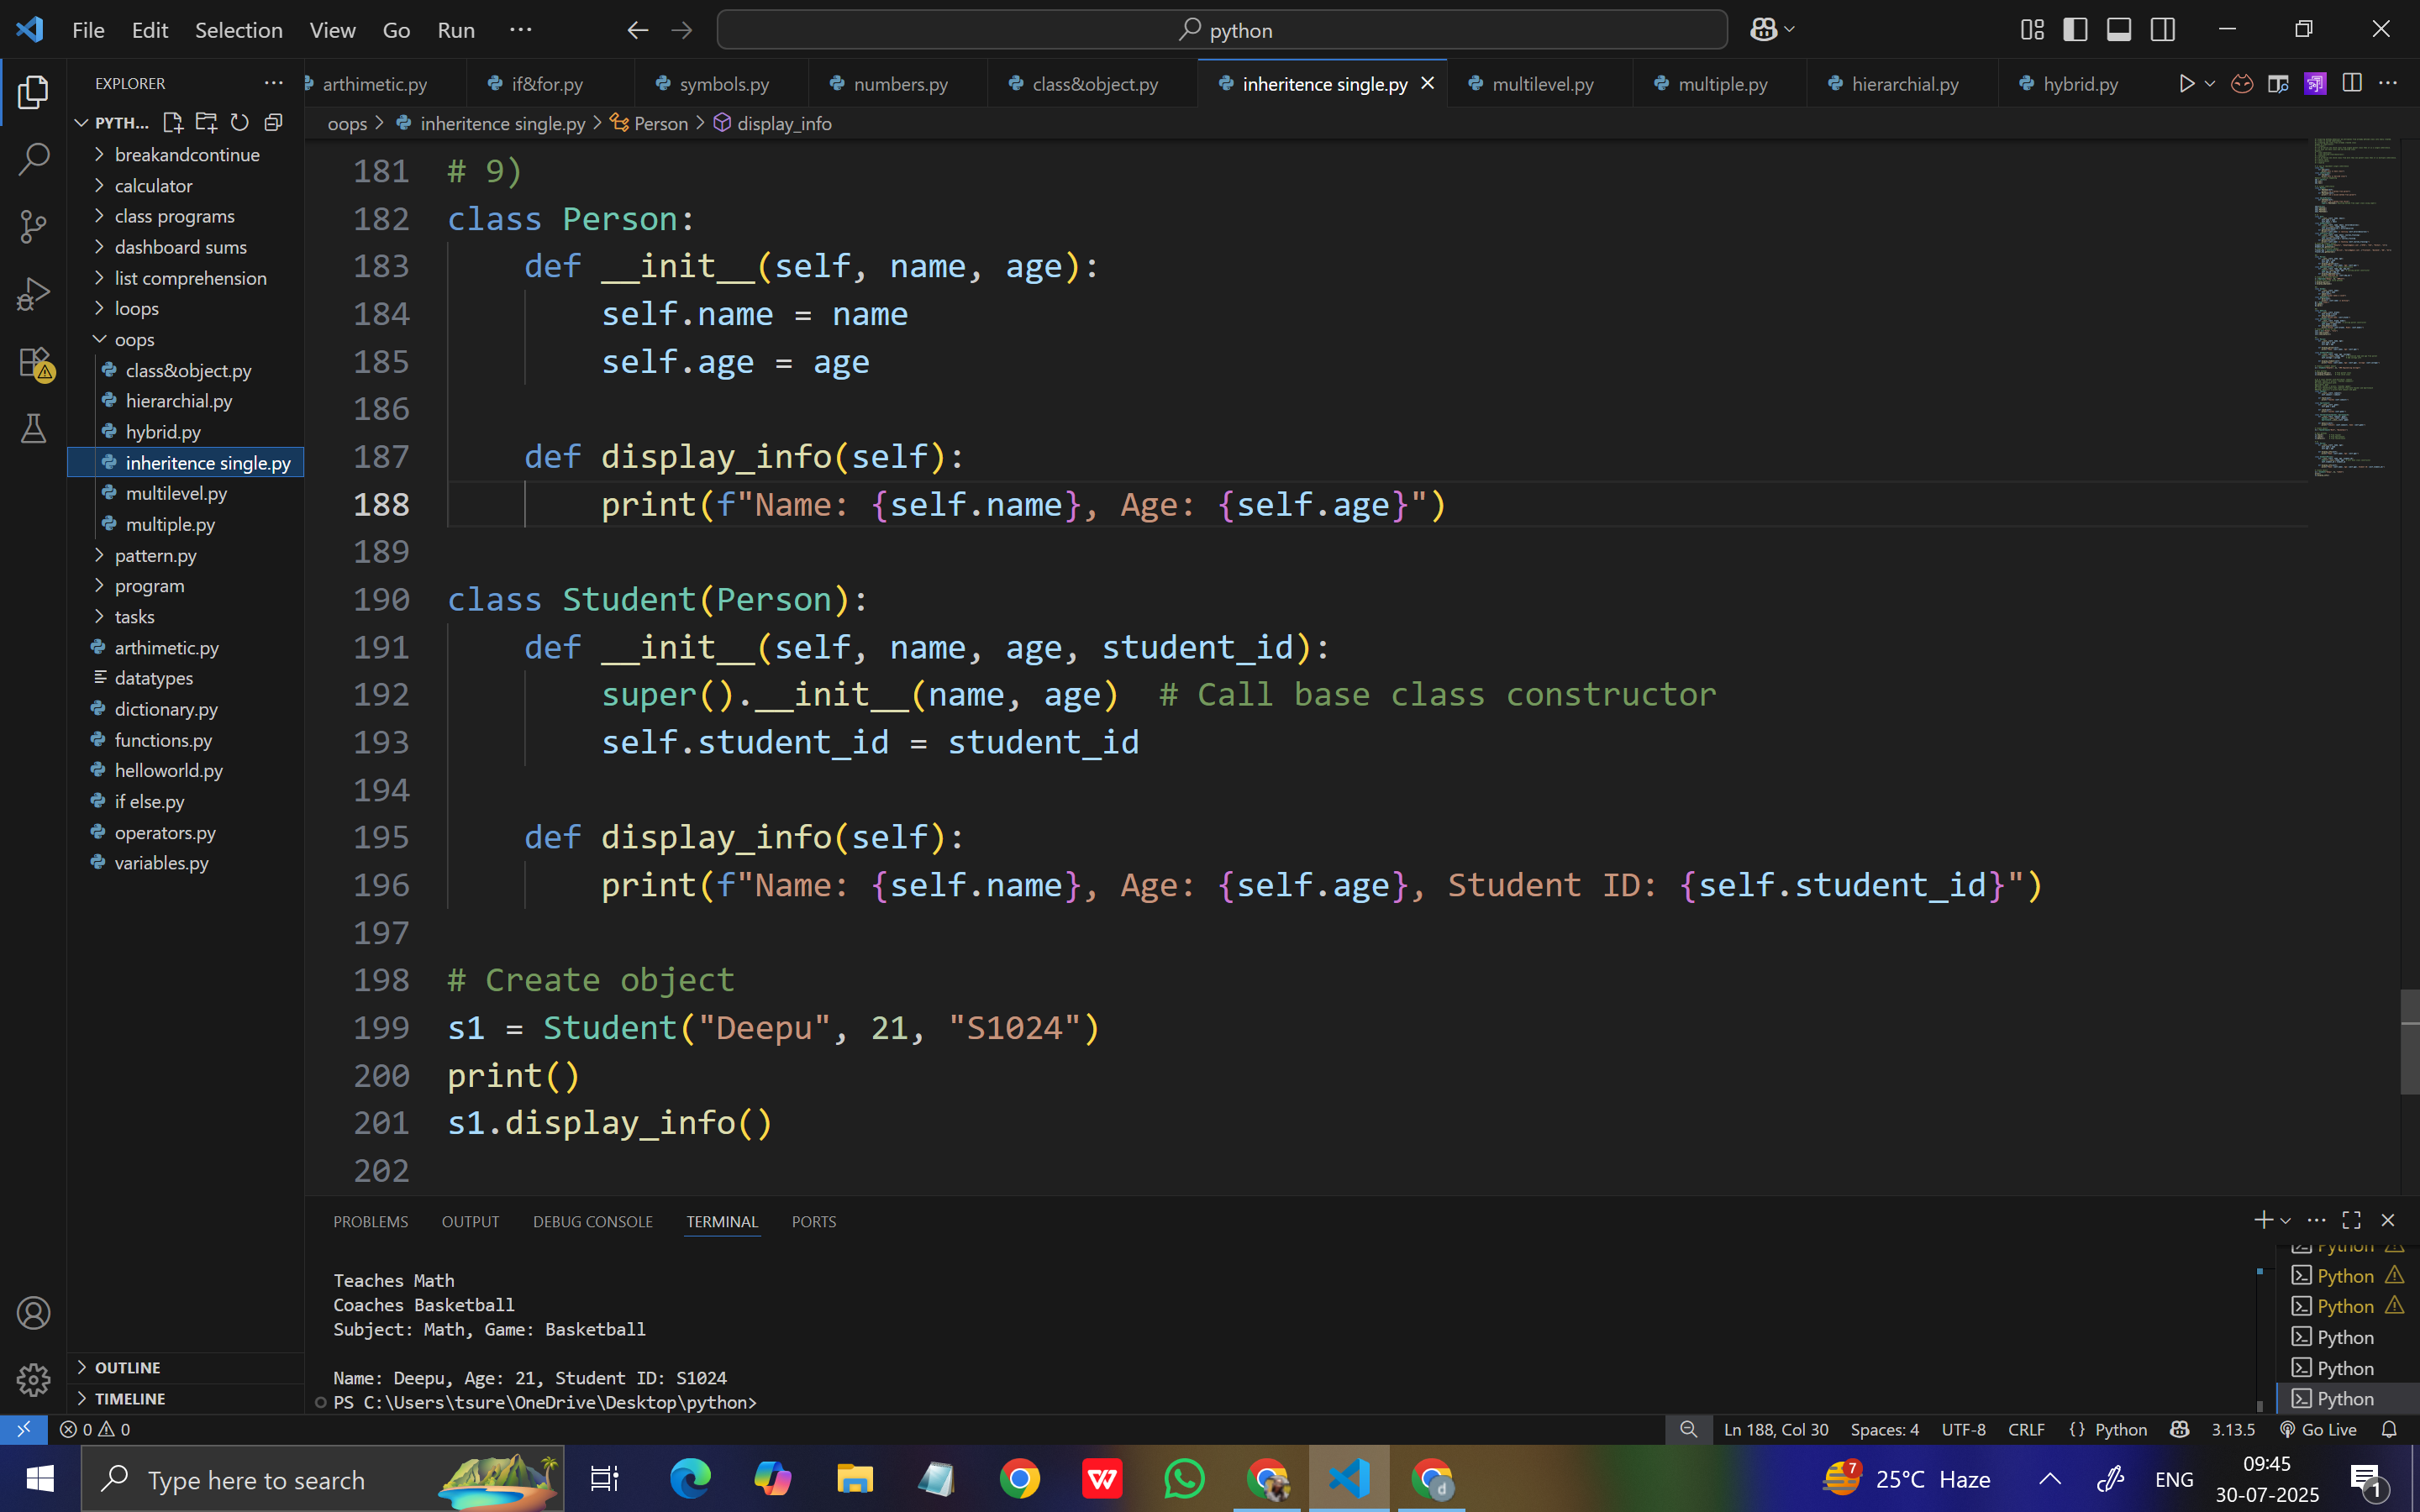 File Edit Selection View Go Run ... python
EXPLORER
arthimetic.py if&for.py symbols.py numbers.py class&object.py inheritence single.py multilevel.py multiple.py hierarchial.py hybrid.py
oops > inheritence single.py > Person > display_info
PYTH...
breakandcontinue
calculator
class programs
dashboard sums
list comprehension
loops
oops
class&object.py
hierarchial.py
hybrid.py
inheritence single.py
multilevel.py
multiple.py
pattern.py
program
tasks
arthimetic.py
datatypes
dictionary.py
functions.py
helloworld.py
if else.py
operators.py
variables.py
OUTLINE
TIMELINE
181 # 9)
182 class Person:
183     def __init__(self, name, age):
184         self.name = name
185         self.age = age
186
187     def display_info(self):
188         print(f"Name: {self.name}, Age: {self.age}")
189
190 class Student(Person):
191     def __init__(self, name, age, student_id):
192         super().__init__(name, age)  # Call base class constructor
193         self.student_id = student_id
194
195     def display_info(self):
196         print(f"Name: {self.name}, Age: {self.age}, Student ID: {self.student_id}")
197
198 # Create object
199 s1 = Student("Deepu", 21, "S1024")
200 print()
201 s1.display_info()
202
PROBLEMS OUTPUT DEBUG CONSOLE TERMINAL PORTS
Teaches Math
Coaches Basketball
Subject: Math, Game: Basketball
Name: Deepu, Age: 21, Student ID: S1024
PS C:\Users\tsure\OneDrive\Desktop\python>
Python
Python
Python
Python
Python
Python
0 0 Ln 188, Col 30 Spaces: 4 UTF-8 CRLF {} Python 3.13.5 Go Live
Type here to search
7 25°C Haze ENG 09:45
30-07-2025
1